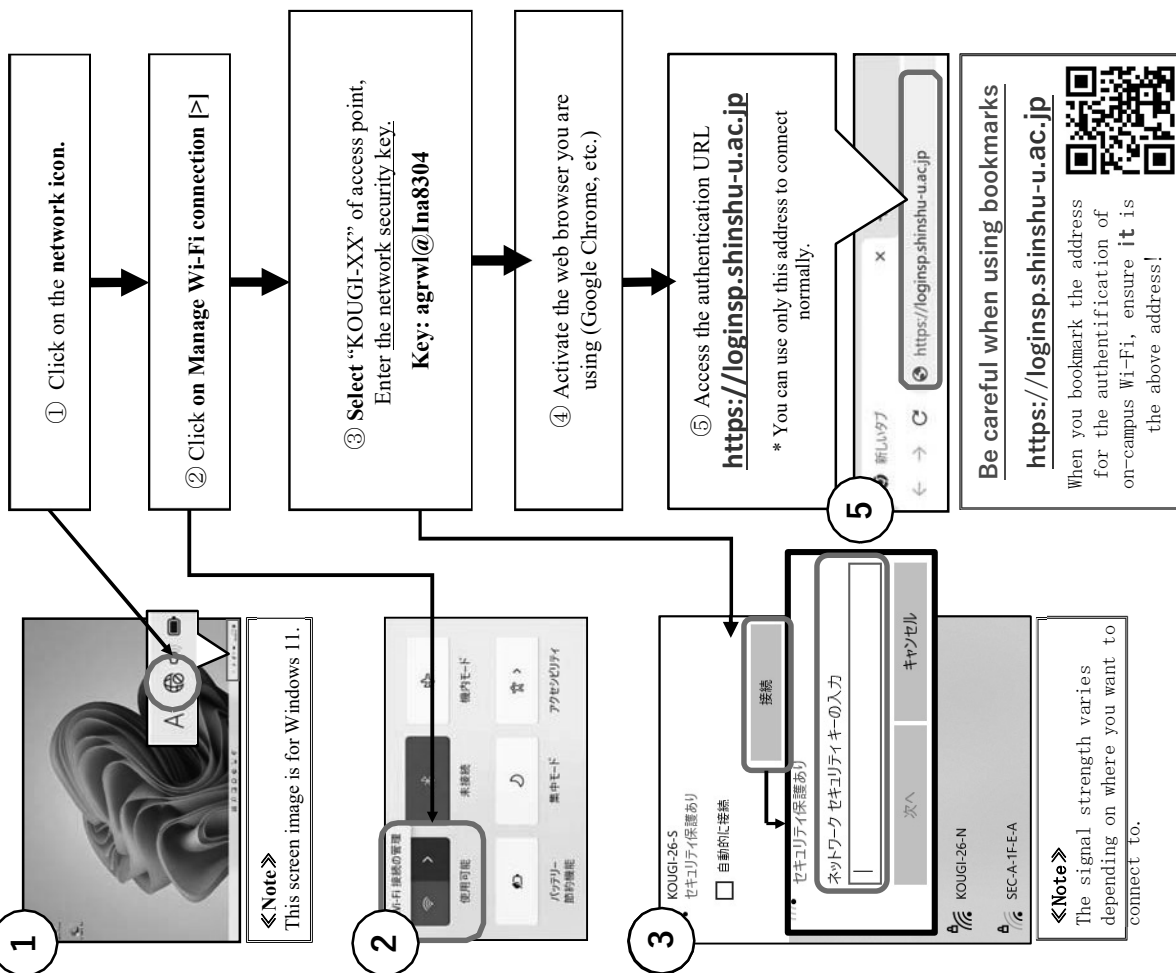 ① Click on the network icon.
② Click on Manage Wi-Fi connection [>]
③ Select “KOUGI-XX” of access point,
Enter the network security key.
Key: agrwl@Ina8304
④ Activate the web browser you are
using (Google Chrome, etc.)
⑤ Access the authentication URL
https://loginsp.shinshu-u.ac.jp
* You can use only this address to connect
normally.
1
A
≪Note≫
This screen image is for Windows 11.
2
Wi-Fi 接続の管理
使用可能
未接続
機内モード
バッテリー
節約機能
集中モード
アクセシビリティ
3
KOUGI-26-S
セキュリティ保護あり
自動的に接続
接続
セキュリティ保護あり
ネットワーク セキュリティ キーの入力
次へ
キャンセル
KOUGI-26-N
SEC-A-1F-E-A
≪Note≫
The signal strength varies
depending on where you want to
connect to.
5
新しいタブ
https://loginsp.shinshu-u.ac.jp
Be careful when using bookmarks
https://loginsp.shinshu-u.ac.jp
When you bookmark the address
for the authentification of
on-campus Wi-Fi, ensure it is
the above address!